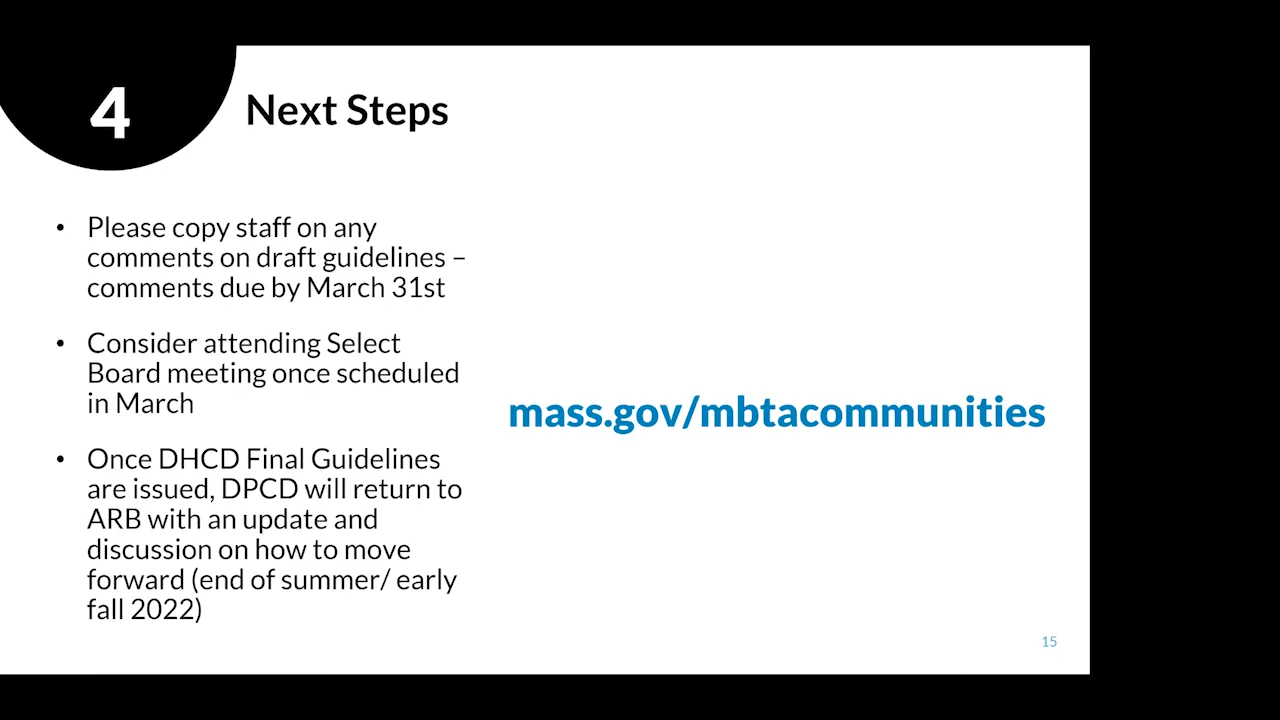 4
Next Steps
• Please copy staff on any
comments on draft guidelines –
comments due by March 31st
• Consider attending Select
Board meeting once scheduled
in March
• Once DHCD Final Guidelines
are issued, DPCD will return to
ARB with an update and
discussion on how to move
forward (end of summer/ early
fall 2022)
mass.gov/mbtacommunities
15